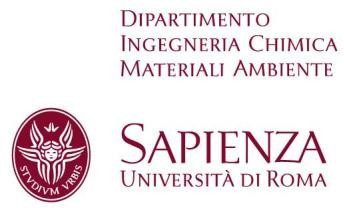 DIPARTIMENTO
INGEGNERIA CHIMICA
MATERIALI AMBIENTE
STVDIVM VRBIS
SAPIENZA
UNIVERSITÀ DI ROMA